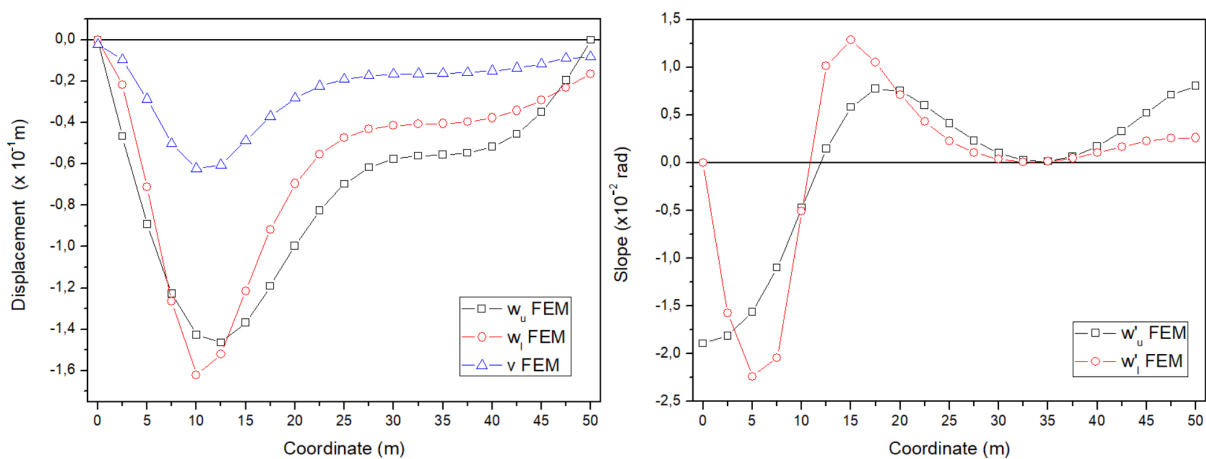 0,0
-0,2
-0,4
-0,6
-0,8
-1,0
-1,2
-1,4
-1,6
Displacement (x 10⁻¹m)
w_u FEM
w_l FEM
v FEM
0 5 10 15 20 25 30 35 40 45 50
Coordinate (m)
1,5
1,0
0,5
0,0
-0,5
-1,0
-1,5
-2,0
-2,5
Slope (x10⁻² rad)
w'_u FEM
w'_l FEM
0 5 10 15 20 25 30 35 40 45 50
Coordinate (m)